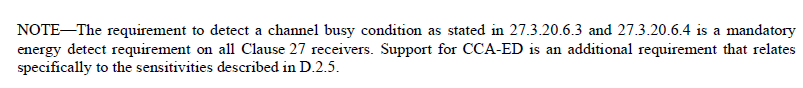 NOTE—The requirement to detect a channel busy condition as stated in 27.3.20.6.3 and 27.3.20.6.4 is a mandatory
energy detect requirement on all Clause 27 receivers. Support for CCA-ED is an additional requirement that relates
specifically to the sensitivities described in D.2.5.